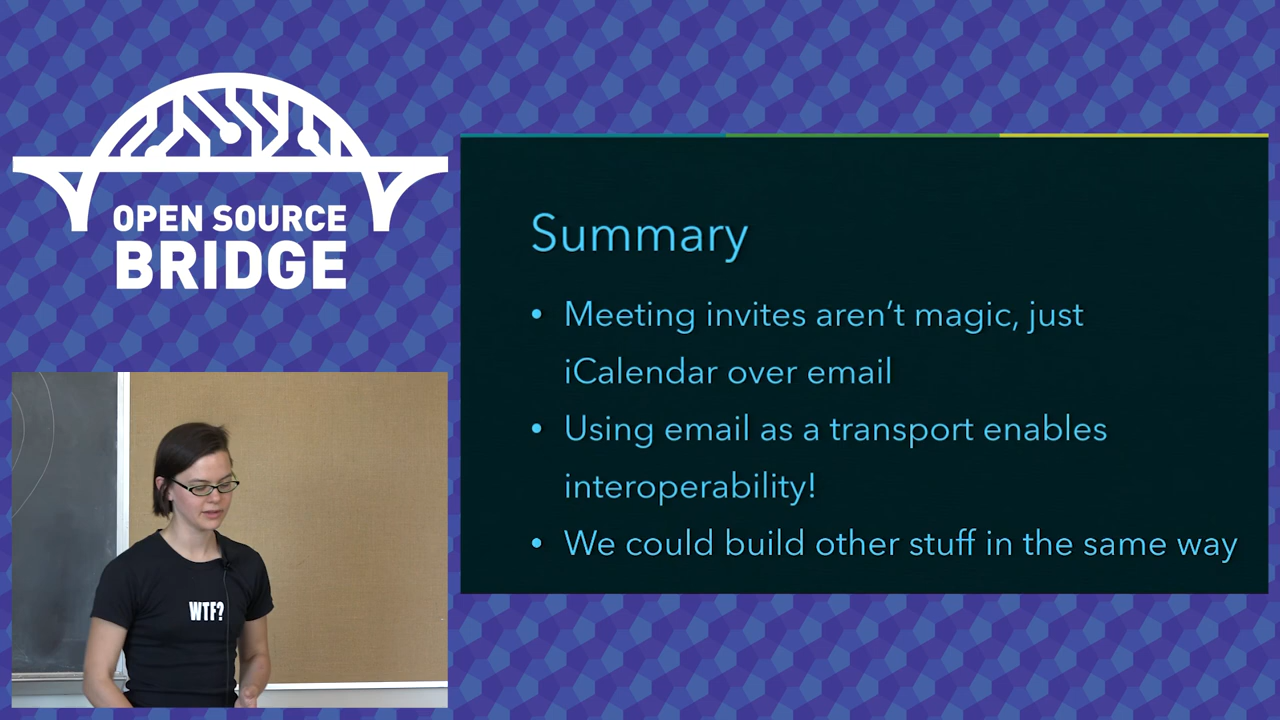 OPEN SOURCE
BRIDGE
Summary
• Meeting invites aren't magic, just
iCalendar over email
• Using email as a transport enables
interoperability!
• We could build other stuff in the same way
WTF?